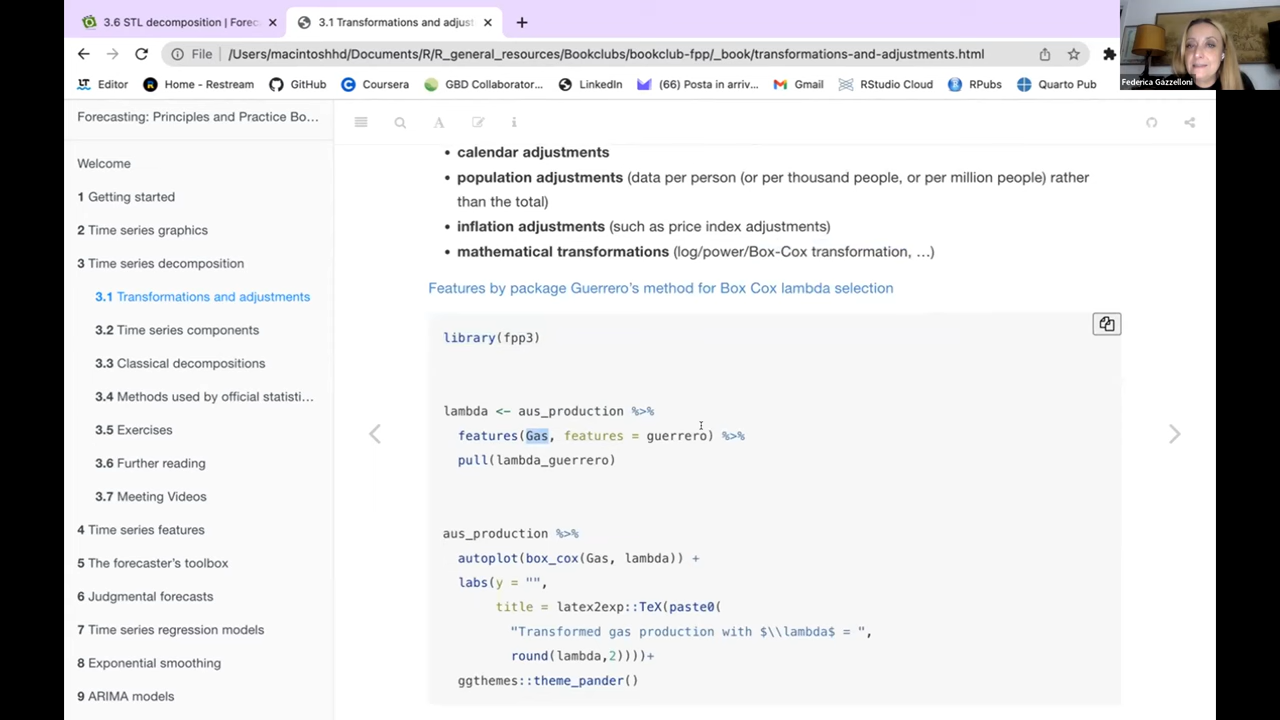 3.6 STL decomposition | Forec
3.1 Transformations and adjust
File /Users/macintoshhd/Documents/R/R_general_resources/Bookclubs/bookclub-fpp/_book/transformations-and-adjustments.html
Editor Home - Restream GitHub Coursera GBD Collaborator... LinkedIn (66) Posta in arriv... Gmail RStudio Cloud RPubs Quarto Pub
Federica Gazzelloni
Forecasting: Principles and Practice Bo...
Welcome
1 Getting started
2 Time series graphics
3 Time series decomposition
3.1 Transformations and adjustments
3.2 Time series components
3.3 Classical decompositions
3.4 Methods used by official statisti...
3.5 Exercises
3.6 Further reading
3.7 Meeting Videos
4 Time series features
5 The forecaster's toolbox
6 Judgmental forecasts
7 Time series regression models
8 Exponential smoothing
9 ARIMA models
• calendar adjustments
• population adjustments (data per person (or per thousand people, or per million people) rather
than the total)
• inflation adjustments (such as price index adjustments)
• mathematical transformations (log/power/Box-Cox transformation, …)
Features by package Guerrero's method for Box Cox lambda selection
library(fpp3)
lambda <- aus_production %>%
features(Gas, features = guerrero) %>%
pull(lambda_guerrero)
aus_production %>%
autoplot(box_cox(Gas, lambda)) +
labs(y = "",
title = latex2exp::TeX(paste0(
"Transformed gas production with $\\lambda$ = ",
round(lambda,2))))+
ggthemes::theme_pander()